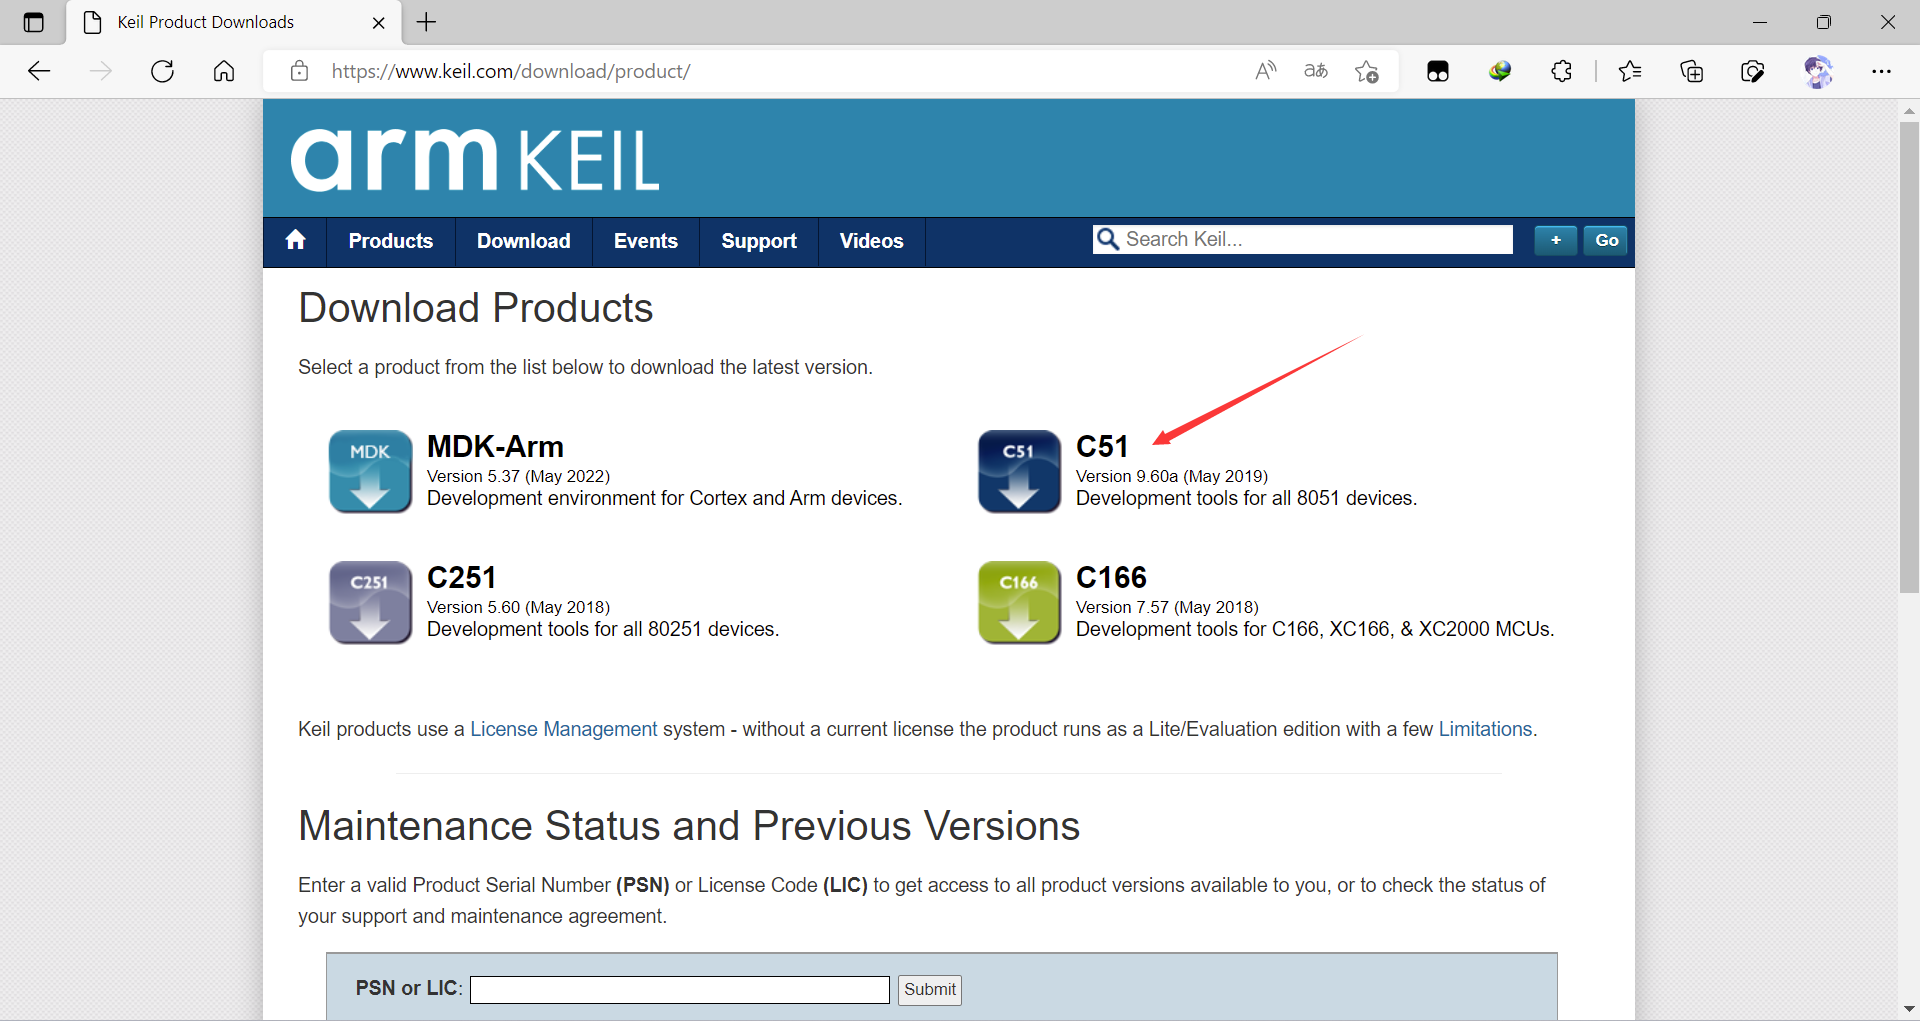 Keil Product Downloads
https://www.keil.com/download/product/
arm KEIL
Products Download Events Support Videos Search Keil... + Go
Download Products
Select a product from the list below to download the latest version.
MDK
MDK-Arm
Version 5.37 (May 2022)
Development environment for Cortex and Arm devices.
C51
C51
Version 9.60a (May 2019)
Development tools for all 8051 devices.
C251
C251
Version 5.60 (May 2018)
Development tools for all 80251 devices.
C166
C166
Version 7.57 (May 2018)
Development tools for C166, XC166, & XC2000 MCUs.
Keil products use a License Management system - without a current license the product runs as a Lite/Evaluation edition with a few Limitations.
Maintenance Status and Previous Versions
Enter a valid Product Serial Number (PSN) or License Code (LIC) to get access to all product versions available to you, or to check the status of
your support and maintenance agreement.
PSN or LIC: Submit